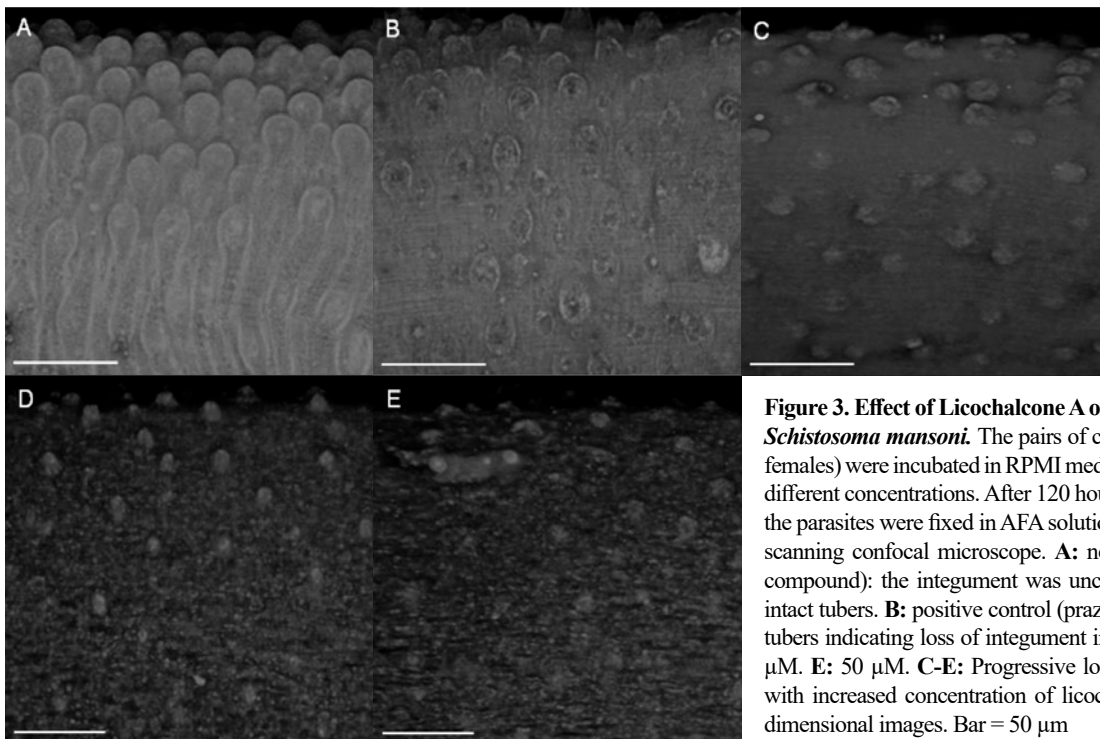 A
B
C
D
E
Figure 3. Effect of Licochalcone A o
Schistosoma mansoni. The pairs of c
females) were incubated in RPMI med
different concentrations. After 120 hou
the parasites were fixed in AFA solutio
scanning confocal microscope. A: no
compound): the integument was unc
intact tubers. B: positive control (praz
tubers indicating loss of integument i
µM. E: 50 µM. C-E: Progressive lo
with increased concentration of licoc
dimensional images. Bar = 50 µm